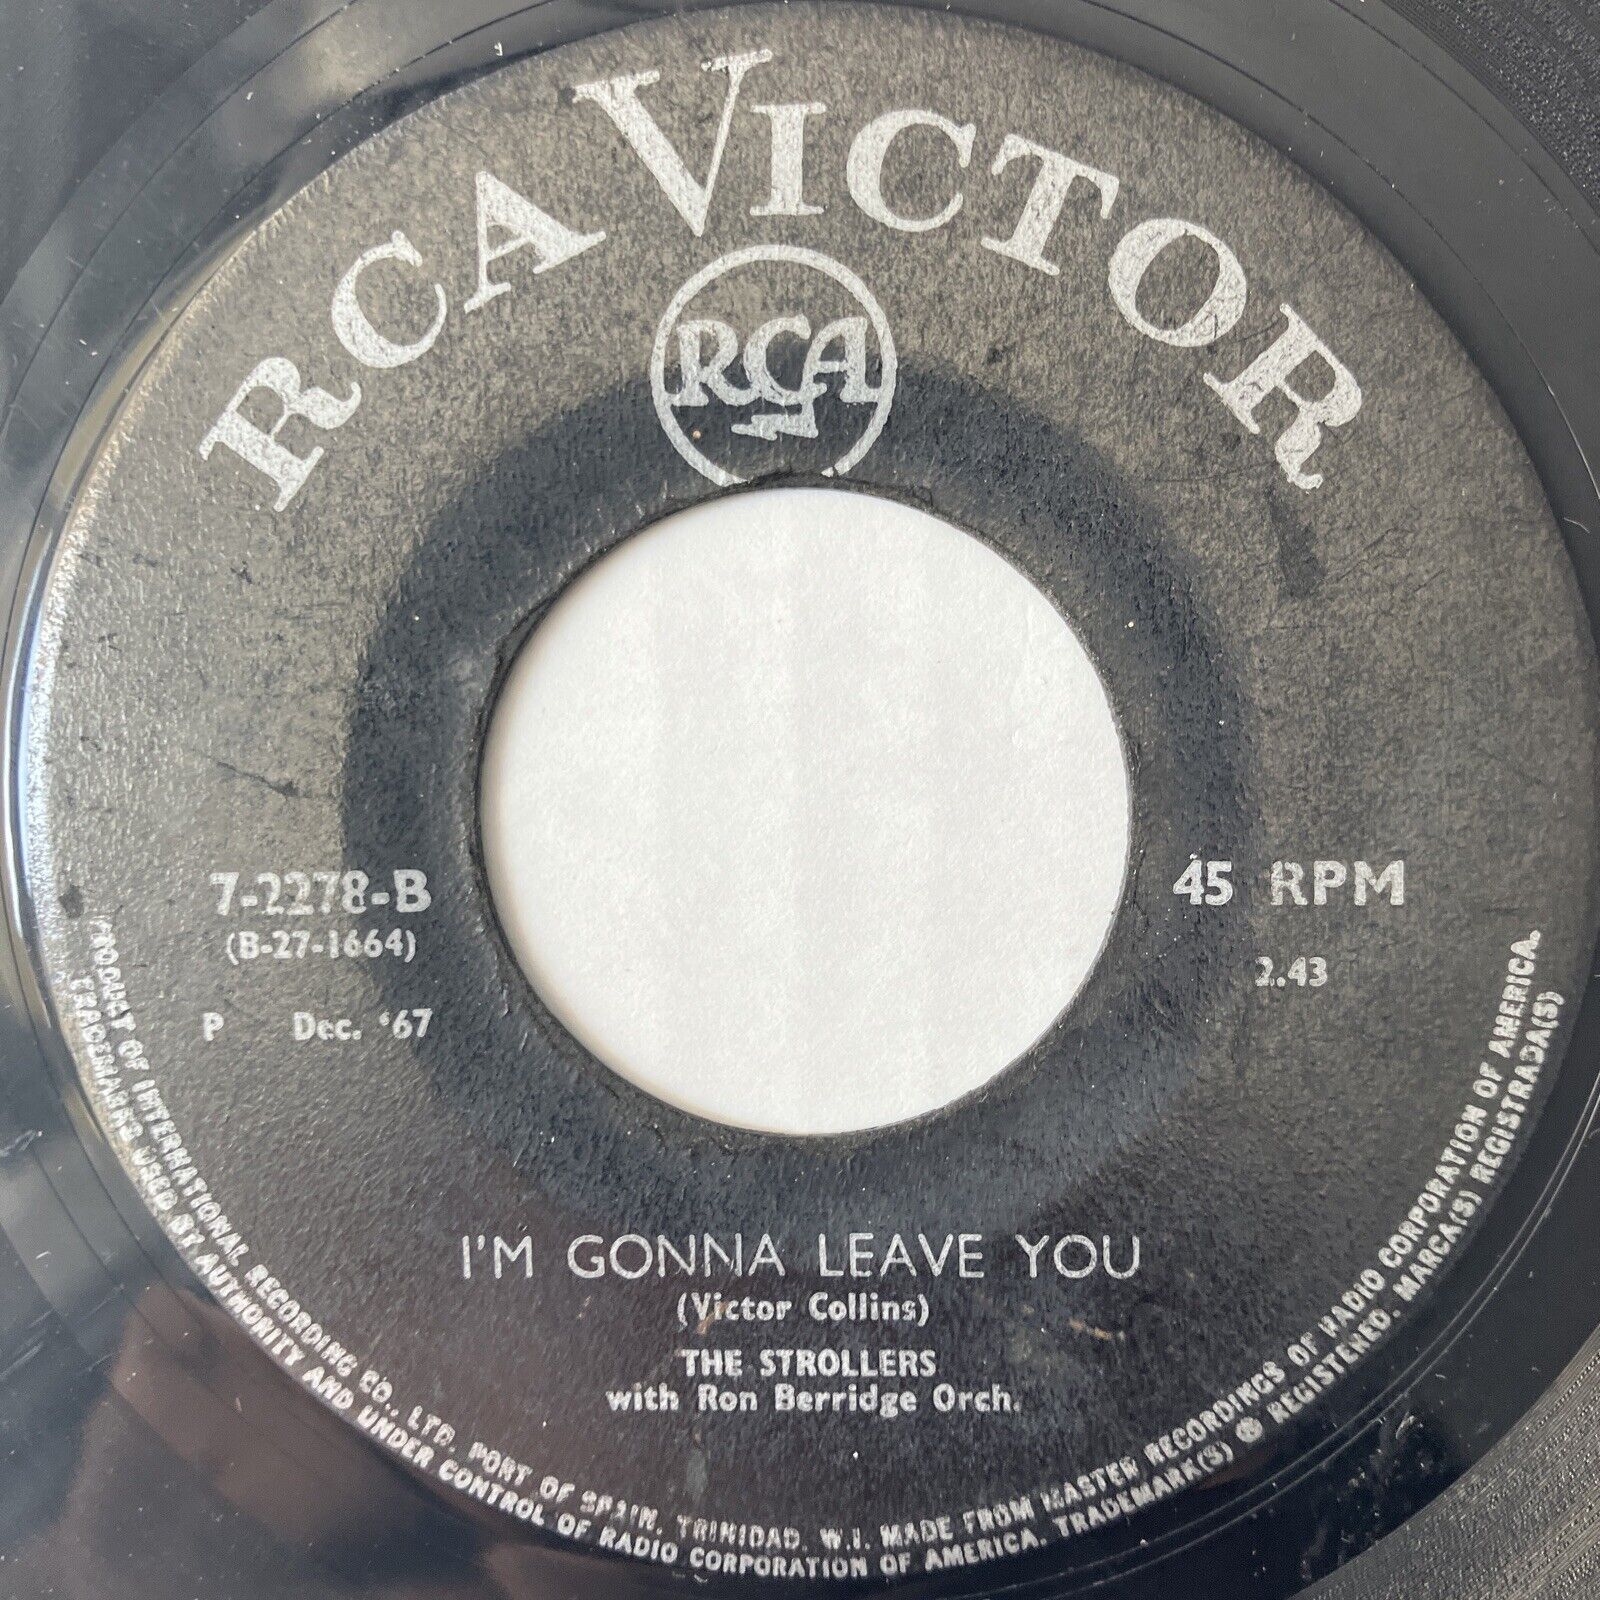 RCA VICTOR
RCA
7-2278-B
(B-27-1664)
P Dec. '67
45 RPM
2.43
I'M GONNA LEAVE YOU
(Victor Collins)
THE STROLLERS
with Ron Berridge Orch.
PRODUCT OF INTERNATIONAL RECORDING CO., LTD. PORT OF SPAIN, TRINIDAD, W.I. MADE FROM MASTER RECORDINGS OF RADIO CORPORATION OF AMERICA.
TRADEMARKS USED BY AUTHORITY AND UNDER CONTROL OF RADIO CORPORATION OF AMERICA. TRADEMARK(S) ® REGISTERED. MARCA(S) REGISTRADA(S)